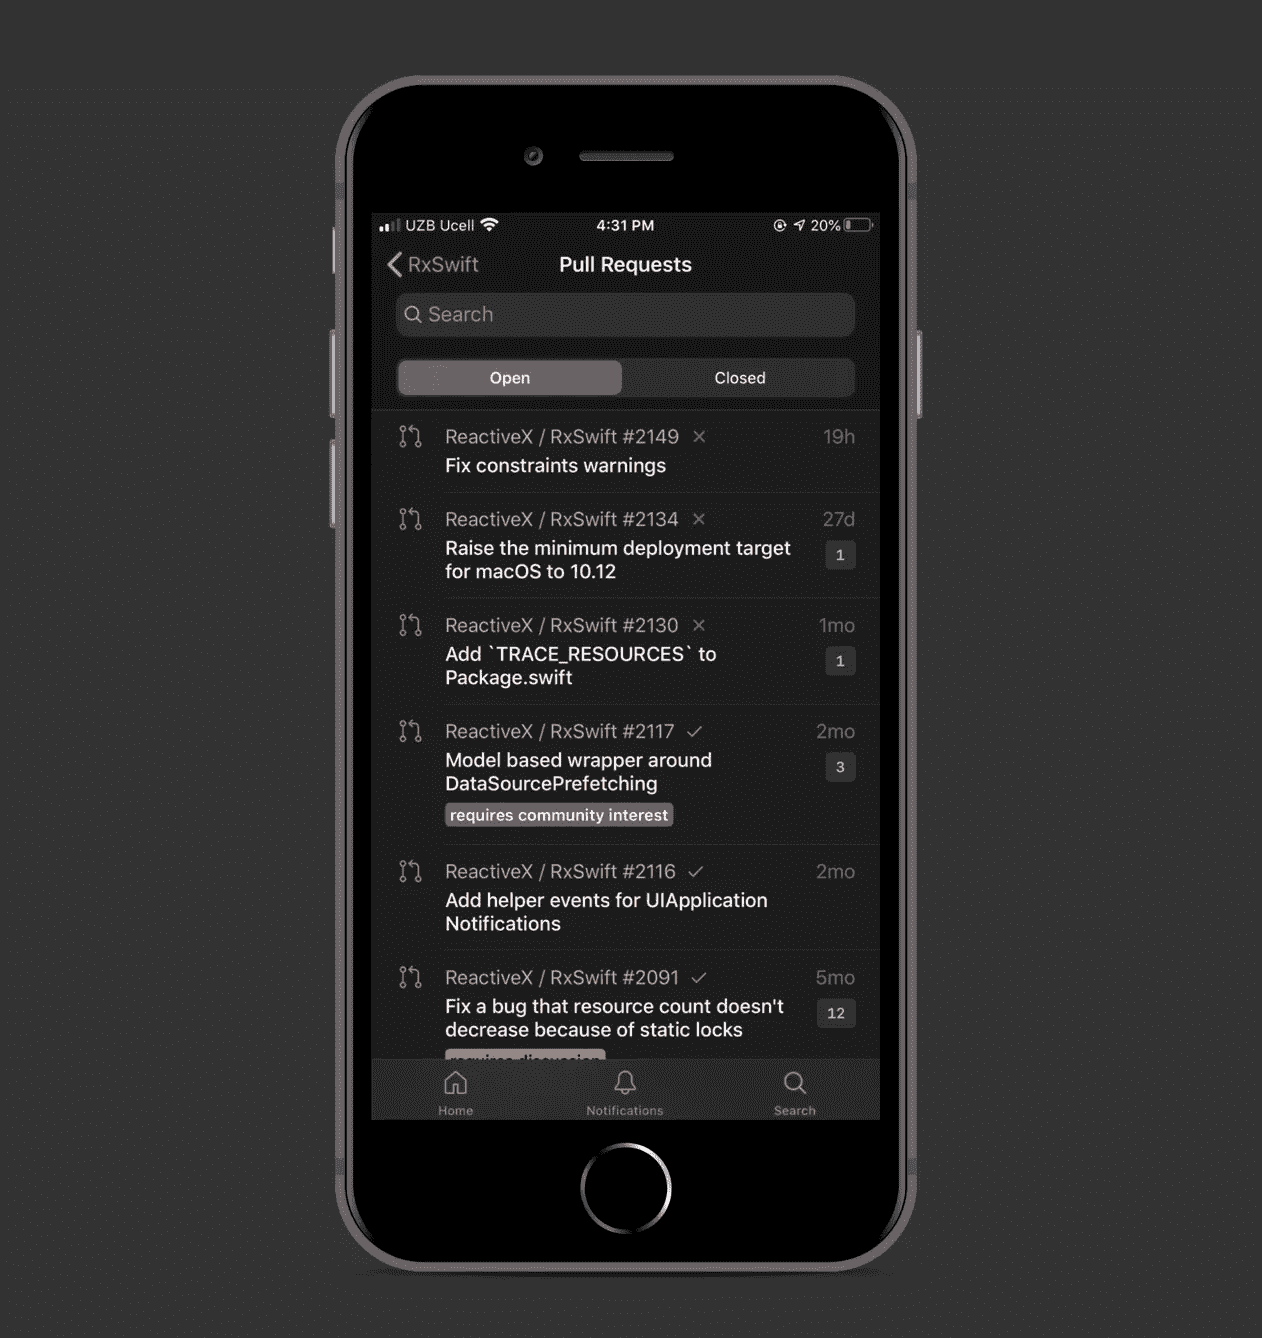 UZB Ucell 4:31 PM 20%
RxSwift Pull Requests
Search
Open Closed
ReactiveX / RxSwift #2149 19h
Fix constraints warnings
ReactiveX / RxSwift #2134 27d
Raise the minimum deployment target 1
for macOS to 10.12
ReactiveX / RxSwift #2130 1mo
Add `TRACE_RESOURCES` to 1
Package.swift
ReactiveX / RxSwift #2117 2mo
Model based wrapper around 3
DataSourcePrefetching
requires community interest
ReactiveX / RxSwift #2116 2mo
Add helper events for UIApplication
Notifications
ReactiveX / RxSwift #2091 5mo
Fix a bug that resource count doesn't 12
decrease because of static locks
requires discussion
Home Notifications Search